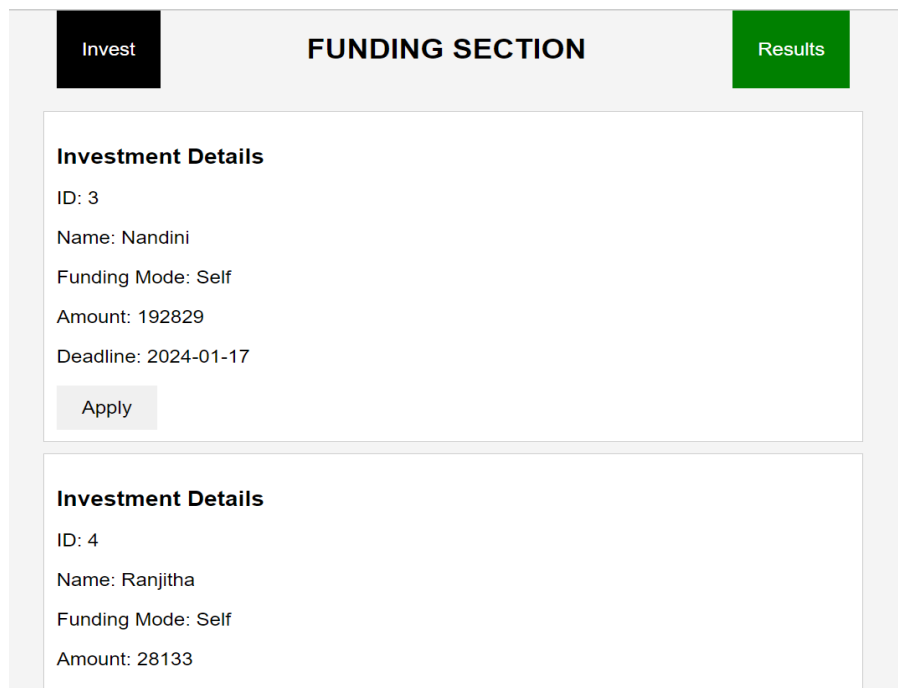 Invest
FUNDING SECTION
Results
Investment Details
ID: 3
Name: Nandini
Funding Mode: Self
Amount: 192829
Deadline: 2024-01-17
Apply
Investment Details
ID: 4
Name: Ranjitha
Funding Mode: Self
Amount: 28133